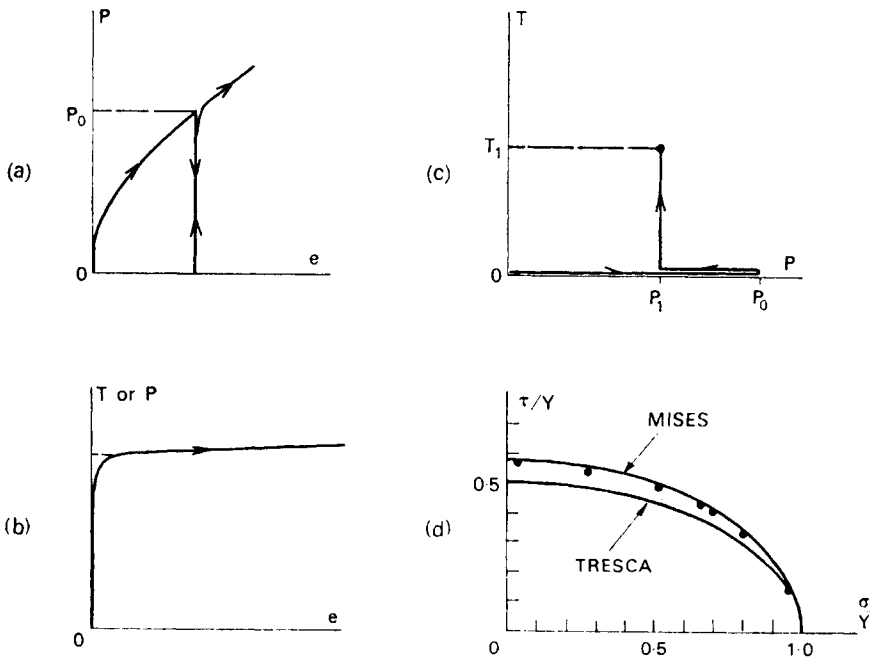 (a)
P
P₀
0
e
(b)
T or P
0
e
(c)
T
T₁
0
P₁
P₀
P
(d)
τ/Y
0·5
MISES
TRESCA
0
0·5
1·0
σ
Y